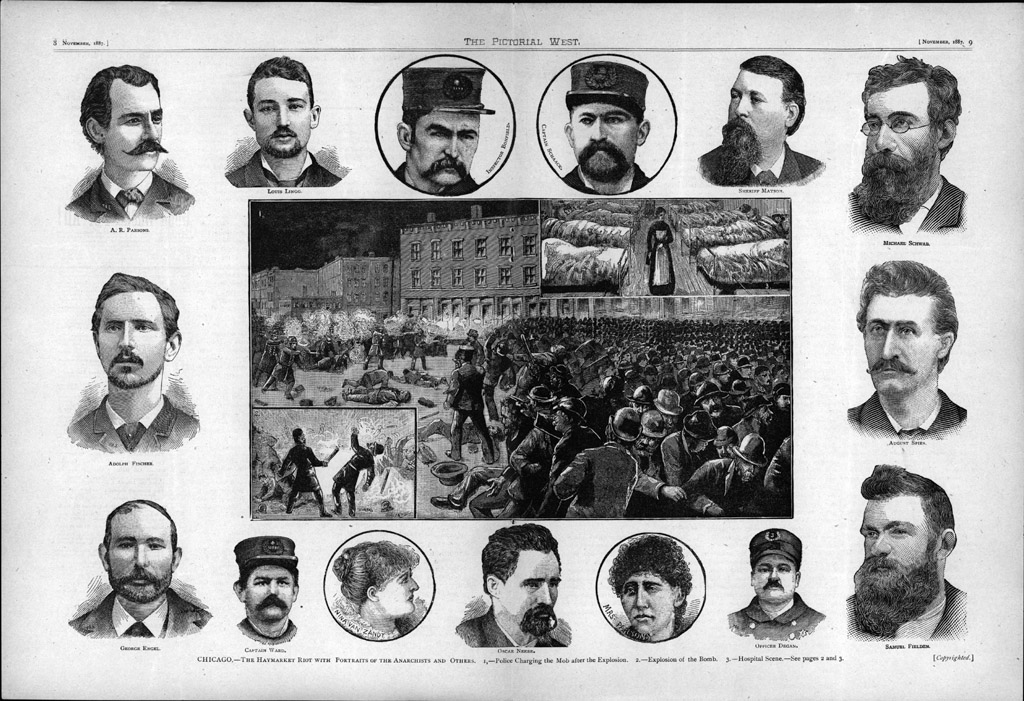 8 November, 1887.]
THE PICTORIAL WEST.
[November, 1887. 9
A. R. Parsons.
Louis Lingg.
INSPECTOR BONFIELD.
CAPTAIN SCHAACK.
Sheriff Matson.
Michael Schwab.
Adolph Fischer.
August Spies.
George Engel.
Captain Ward.
NINA VAN ZANDT
Oscar Neebe.
MRS PARSONS
Officer Degan.
Samuel Fielden.
CHICAGO.—The Haymarket Riot with Portraits of the Anarchists and Others. 1,—Police Charging the Mob after the Explosion. 2.—Explosion of the Bomb. 3.—Hospital Scene.—See pages 2 and 3.
[Copyrighted.]